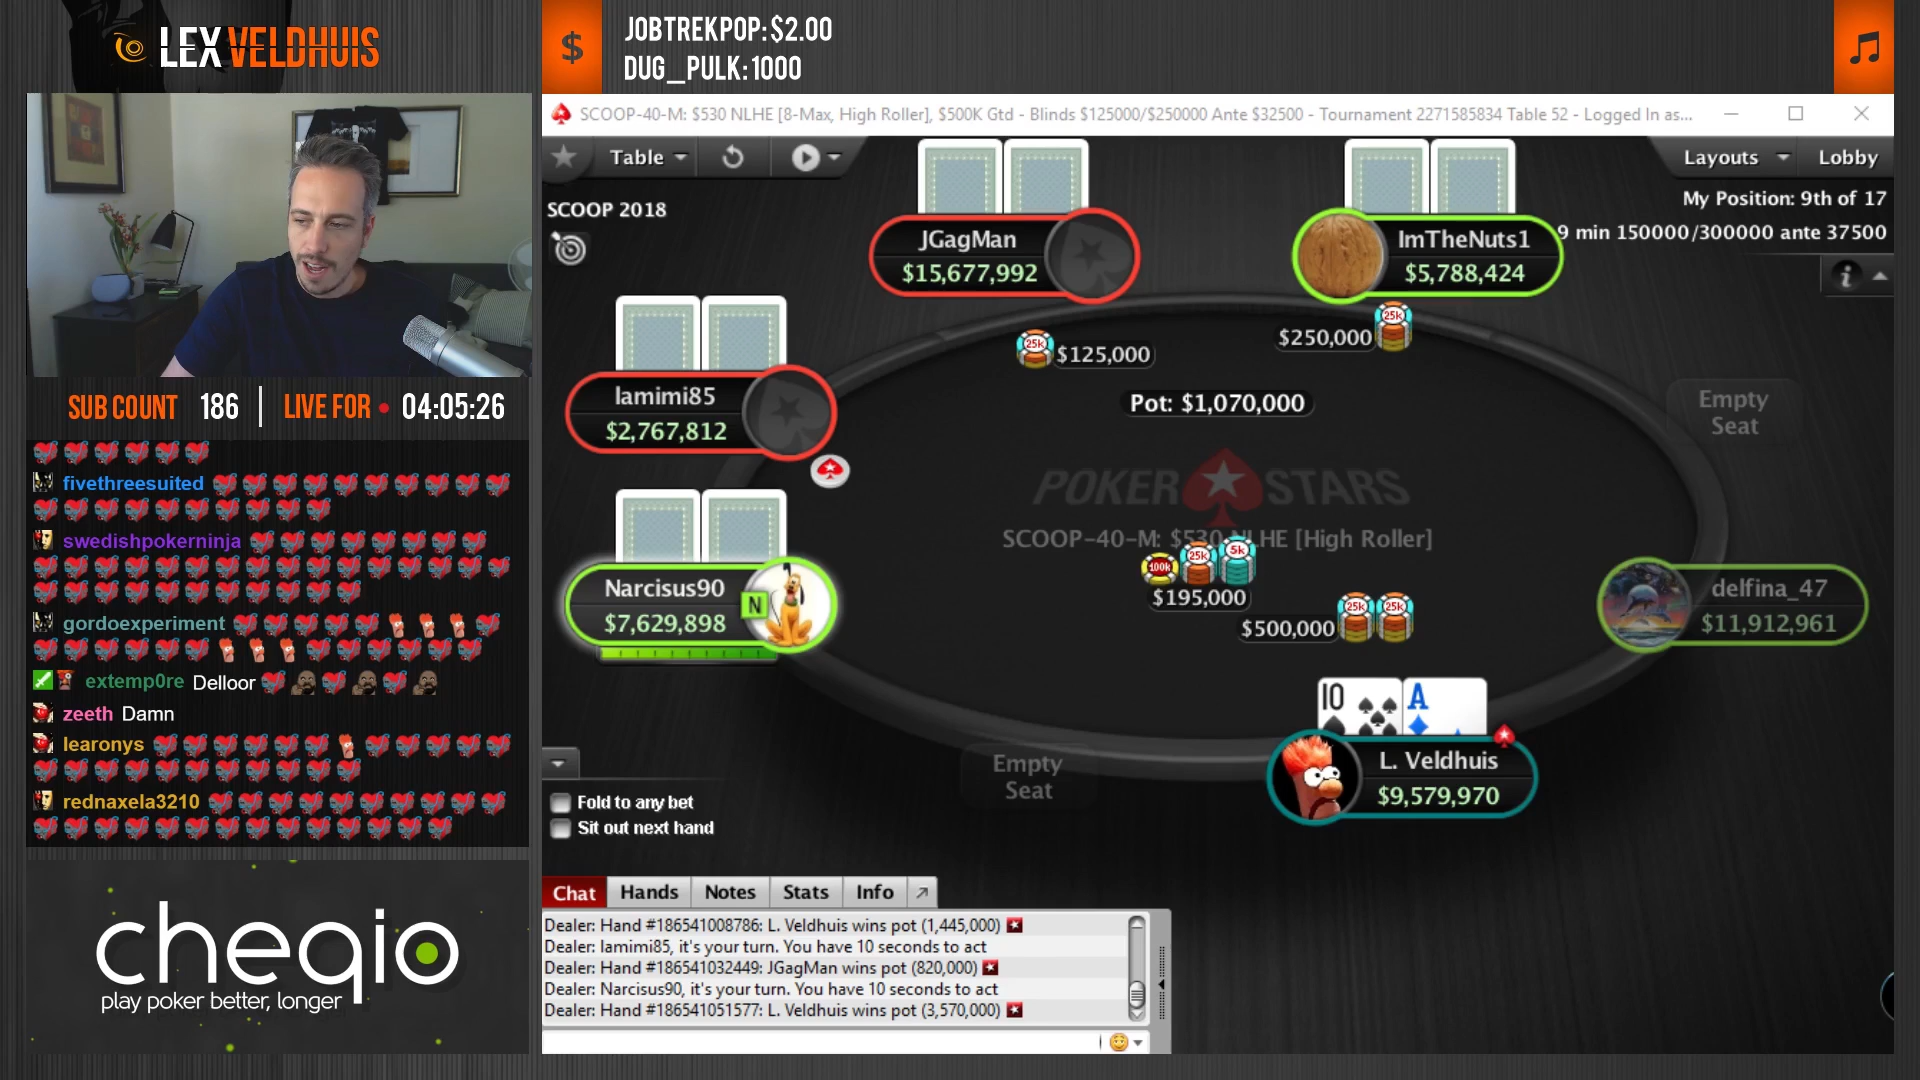 LEX VELDHUIS
$
JOBTREKPOP: $2.00
DUG_PULK: 1000
SUB COUNT 186 | LIVE FOR • 04:05:26
fivethreesuited
swedishpokerninja
gordoexperiment
extemp0re Delloor
zeeth Damn
learonys
rednaxela3210
cheqio
play poker better, longer
SCOOP-40-M: $530 NLHE [8-Max, High Roller], $500K Gtd - Blinds $125000/$250000 Ante $32500 - Tournament 2271585834 Table 52 - Logged In as...
Table
Layouts
Lobby
SCOOP 2018
My Position: 9th of 17
9 min 150000/300000 ante 37500
JGagMan
$15,677,992
ImTheNuts1
$5,788,424
25k
$125,000
$250,000
25k
lamimi85
$2,767,812
Pot: $1,070,000
Empty
Seat
POKER STARS
SCOOP-40-M: $530 NLHE [High Roller]
Narcisus90
N
$7,629,898
100k
25k
5k
$195,000
$500,000
25k
25k
delfina_47
$11,912,961
10
A
L. Veldhuis
$9,579,970
Empty
Seat
Fold to any bet
Sit out next hand
Chat
Hands
Notes
Stats
Info
Dealer: Hand #186541008786: L. Veldhuis wins pot (1,445,000)
Dealer: lamimi85, it's your turn. You have 10 seconds to act
Dealer: Hand #186541032449: JGagMan wins pot (820,000)
Dealer: Narcisus90, it's your turn. You have 10 seconds to act
Dealer: Hand #186541051577: L. Veldhuis wins pot (3,570,000)